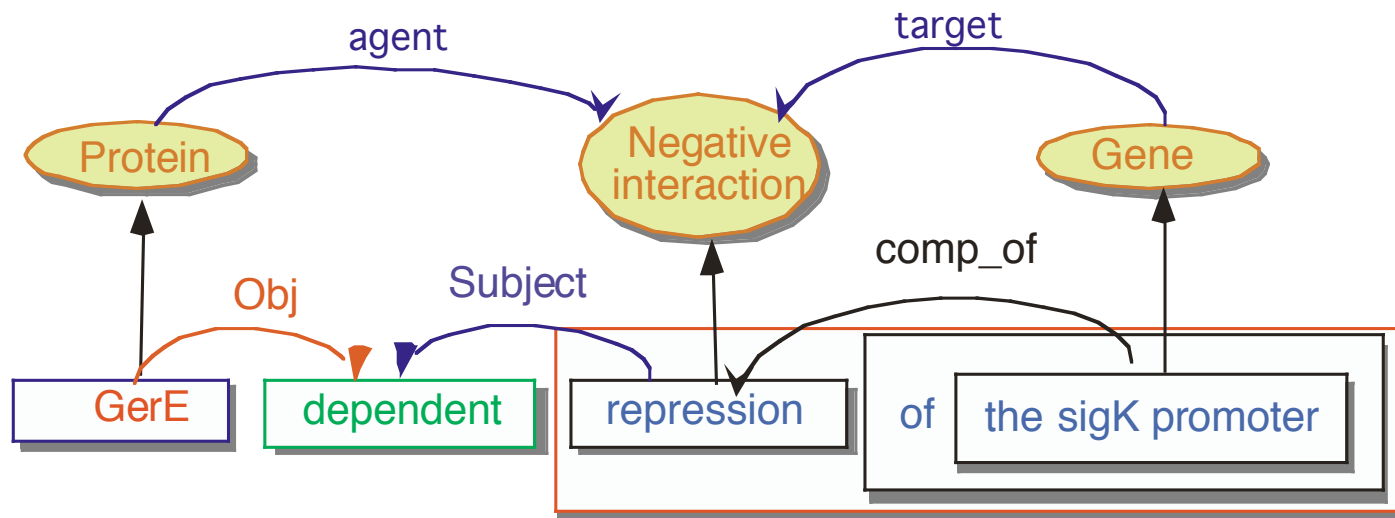 agent
target
Protein
Negative
interaction
Gene
comp_of
Subject
Obj
GerE
dependent
repression
of
the sigK promoter